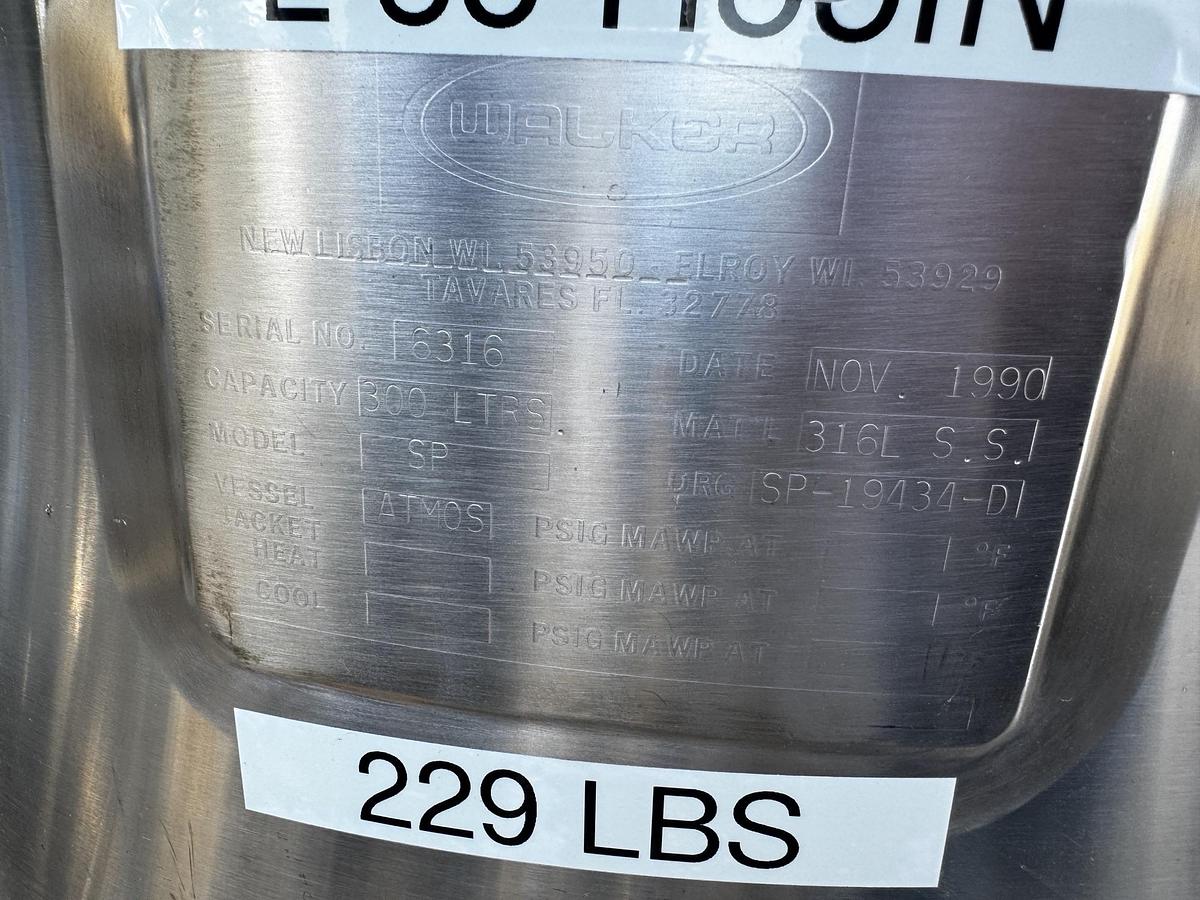 WALKER
NEW LISBON WI. 53950 ELROY WI. 53929
TAVARES FL. 32778
SERIAL NO. 6316 DATE NOV. 1990
CAPACITY 300 LTRS. MAT'L 316L S.S.
MODEL SP DRG SP-19434-D
VESSEL ATMOS PSIG MAWP AT °F
JACKET
HEAT PSIG MAWP AT °F
COOL PSIG MAWP AT
229 LBS